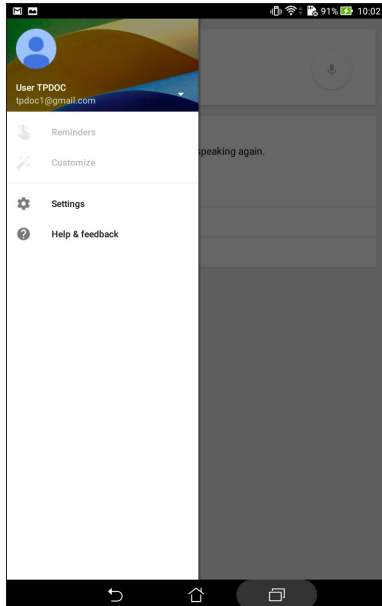 91% 10:02
User TPDOC
tpdoc1@gmail.com
Reminders
speaking again.
Customize
Settings
Help & feedback